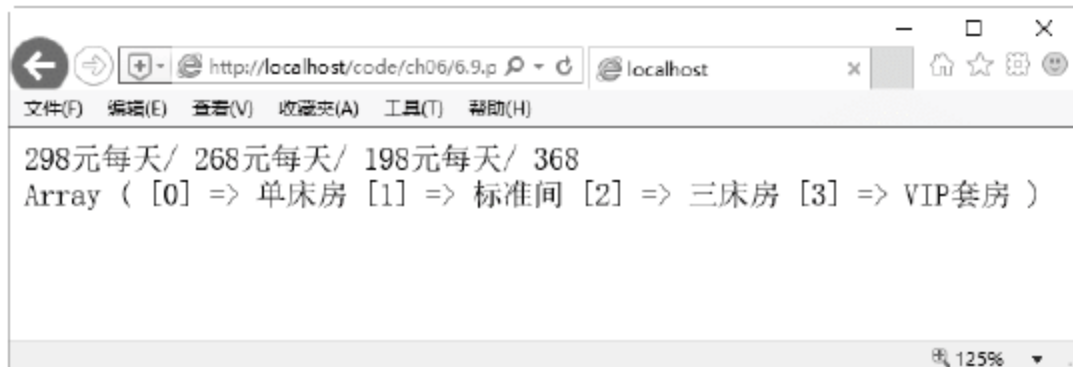 http://localhost/code/ch06/6.9.p
localhost
文件(F) 编辑(E) 查看(V) 收藏夹(A) 工具(T) 帮助(H)
298元每天/ 268元每天/ 198元每天/ 368
Array ( [0] => 单床房 [1] => 标准间 [2] => 三床房 [3] => VIP套房 )
125%